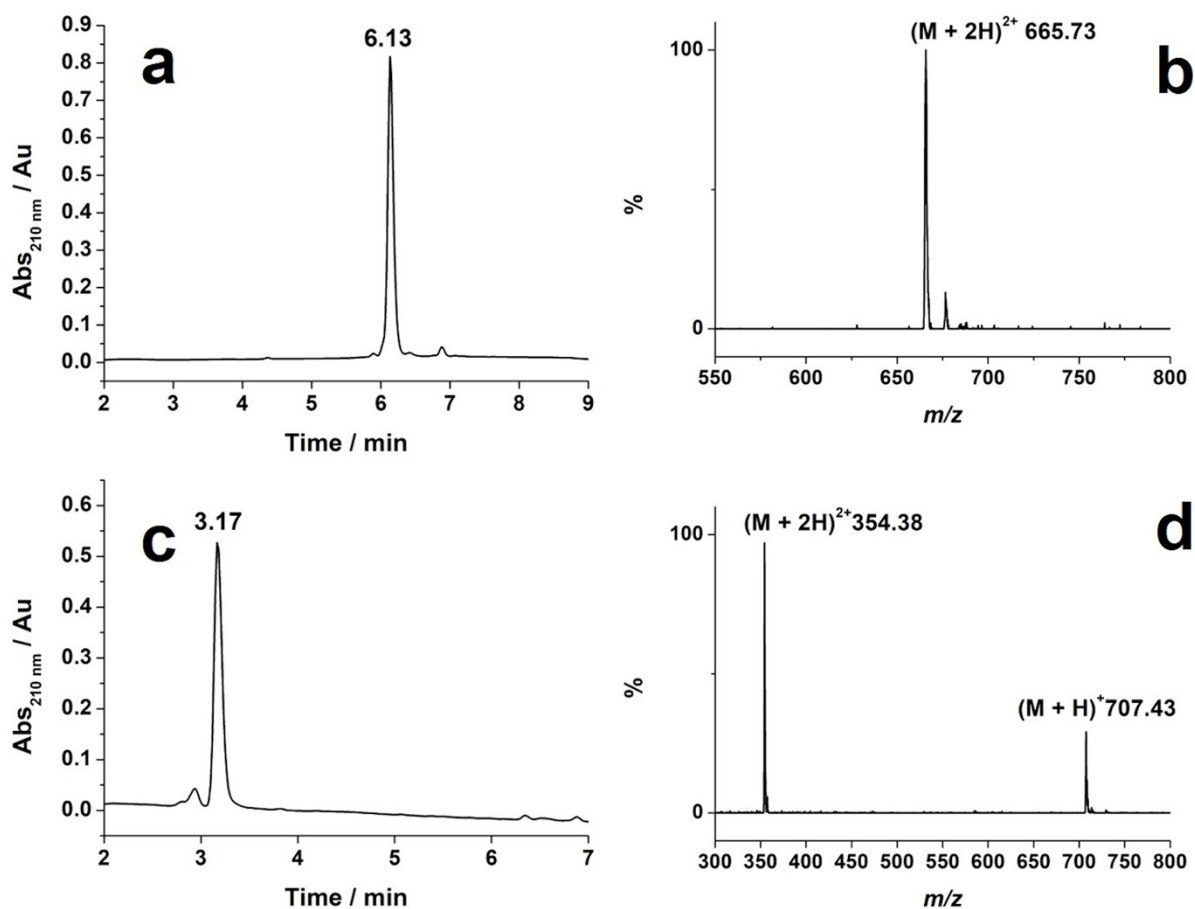 a
6.13
0.9
0.8
0.7
0.6
0.5
0.4
0.3
0.2
0.1
0.0
Abs210 nm / Au
2 3 4 5 6 7 8 9
Time / min
b
(M + 2H)2+ 665.73
100
0
%
550 600 650 700 750 800
m/z
c
3.17
0.6
0.5
0.4
0.3
0.2
0.1
0.0
Abs210 nm / Au
2 3 4 5 6 7
Time / min
d
(M + 2H)2+ 354.38
(M + H)+ 707.43
100
0
%
300 350 400 450 500 550 600 650 700 750 800
m/z